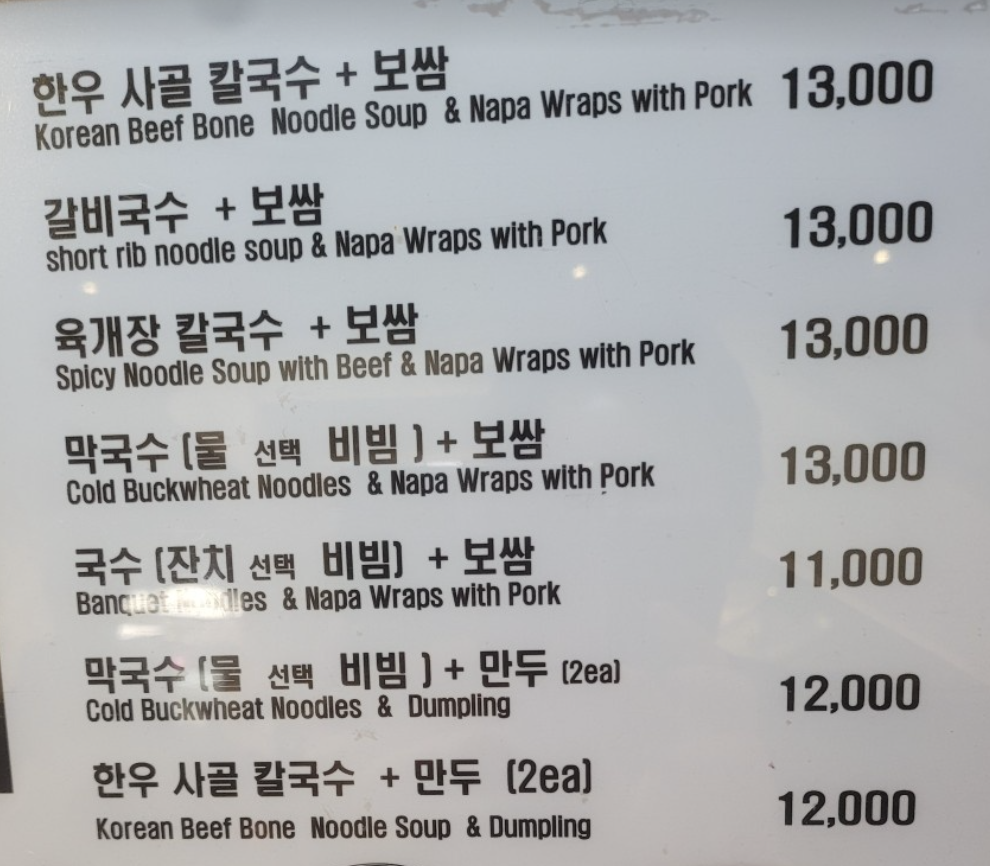 한우 사골 칼국수 + 보쌈 13,000
Korean Beef Bone Noodle Soup & Napa Wraps with Pork
갈비국수 + 보쌈 13,000
short rib noodle soup & Napa Wraps with Pork
육개장 칼국수 + 보쌈 13,000
Spicy Noodle Soup with Beef & Napa Wraps with Pork
막국수 (물 선택 비빔 ) + 보쌈 13,000
Cold Buckwheat Noodles & Napa Wraps with Pork
국수 (잔치 선택 비빔) + 보쌈 11,000
Banquet Noodles & Napa Wraps with Pork
막국수 (물 선택 비빔 ) + 만두 (2ea) 12,000
Cold Buckwheat Noodles & Dumpling
한우 사골 칼국수 + 만두 (2ea) 12,000
Korean Beef Bone Noodle Soup & Dumpling